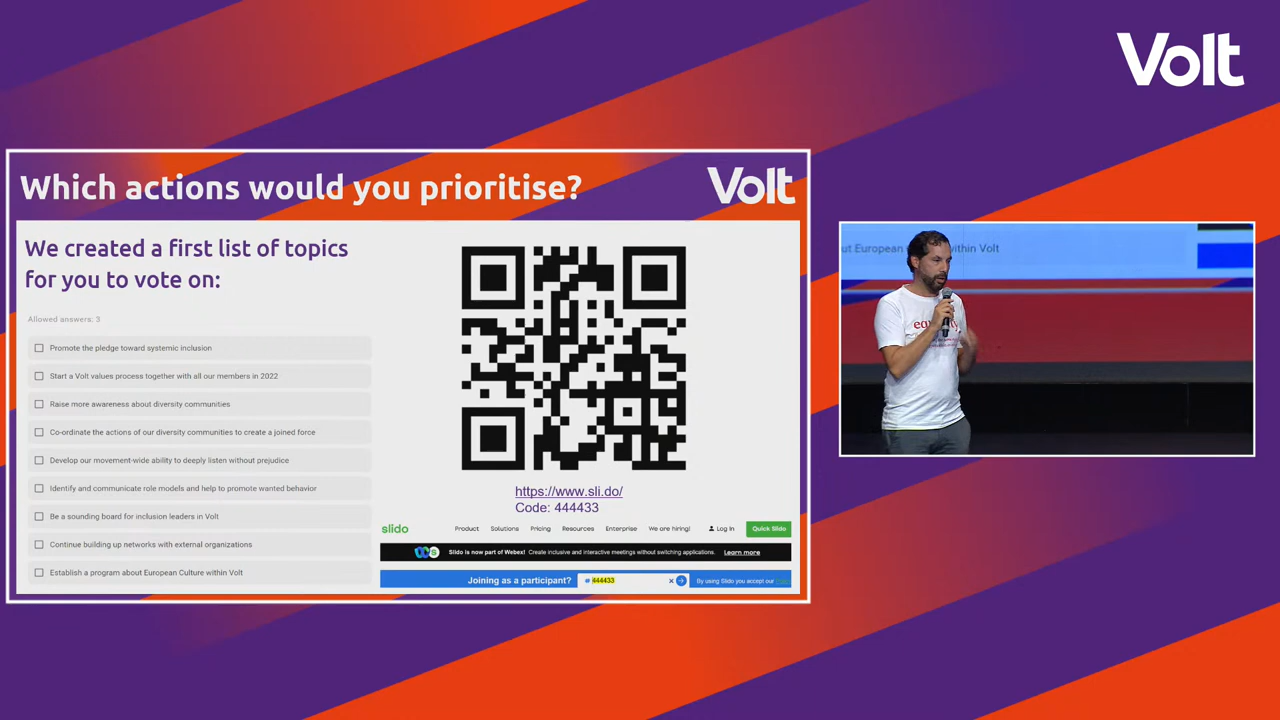 Volt
Which actions would you prioritise?
Volt
We created a first list of topics
for you to vote on:
Allowed answers: 3
Promote the pledge toward systemic inclusion
Start a Volt values process together with all our members in 2022
Raise more awareness about diversity communities
Co-ordinate the actions of our diversity communities to create a joined force
Develop our movement-wide ability to deeply listen without prejudice
Identify and communicate role models and help to promote wanted behavior
Be a sounding board for inclusion leaders in Volt
Continue building up networks with external organizations
Establish a program about European Culture within Volt
https://www.sli.do/
Code: 444433
slido Product Solutions Pricing Resources Enterprise We are hiring! Log In Quick Slido
Slido is now part of Webex! Create inclusive and interactive meetings without switching applications. Learn more
Joining as a participant? # 444433 By using Slido you accept our
ut European within Volt